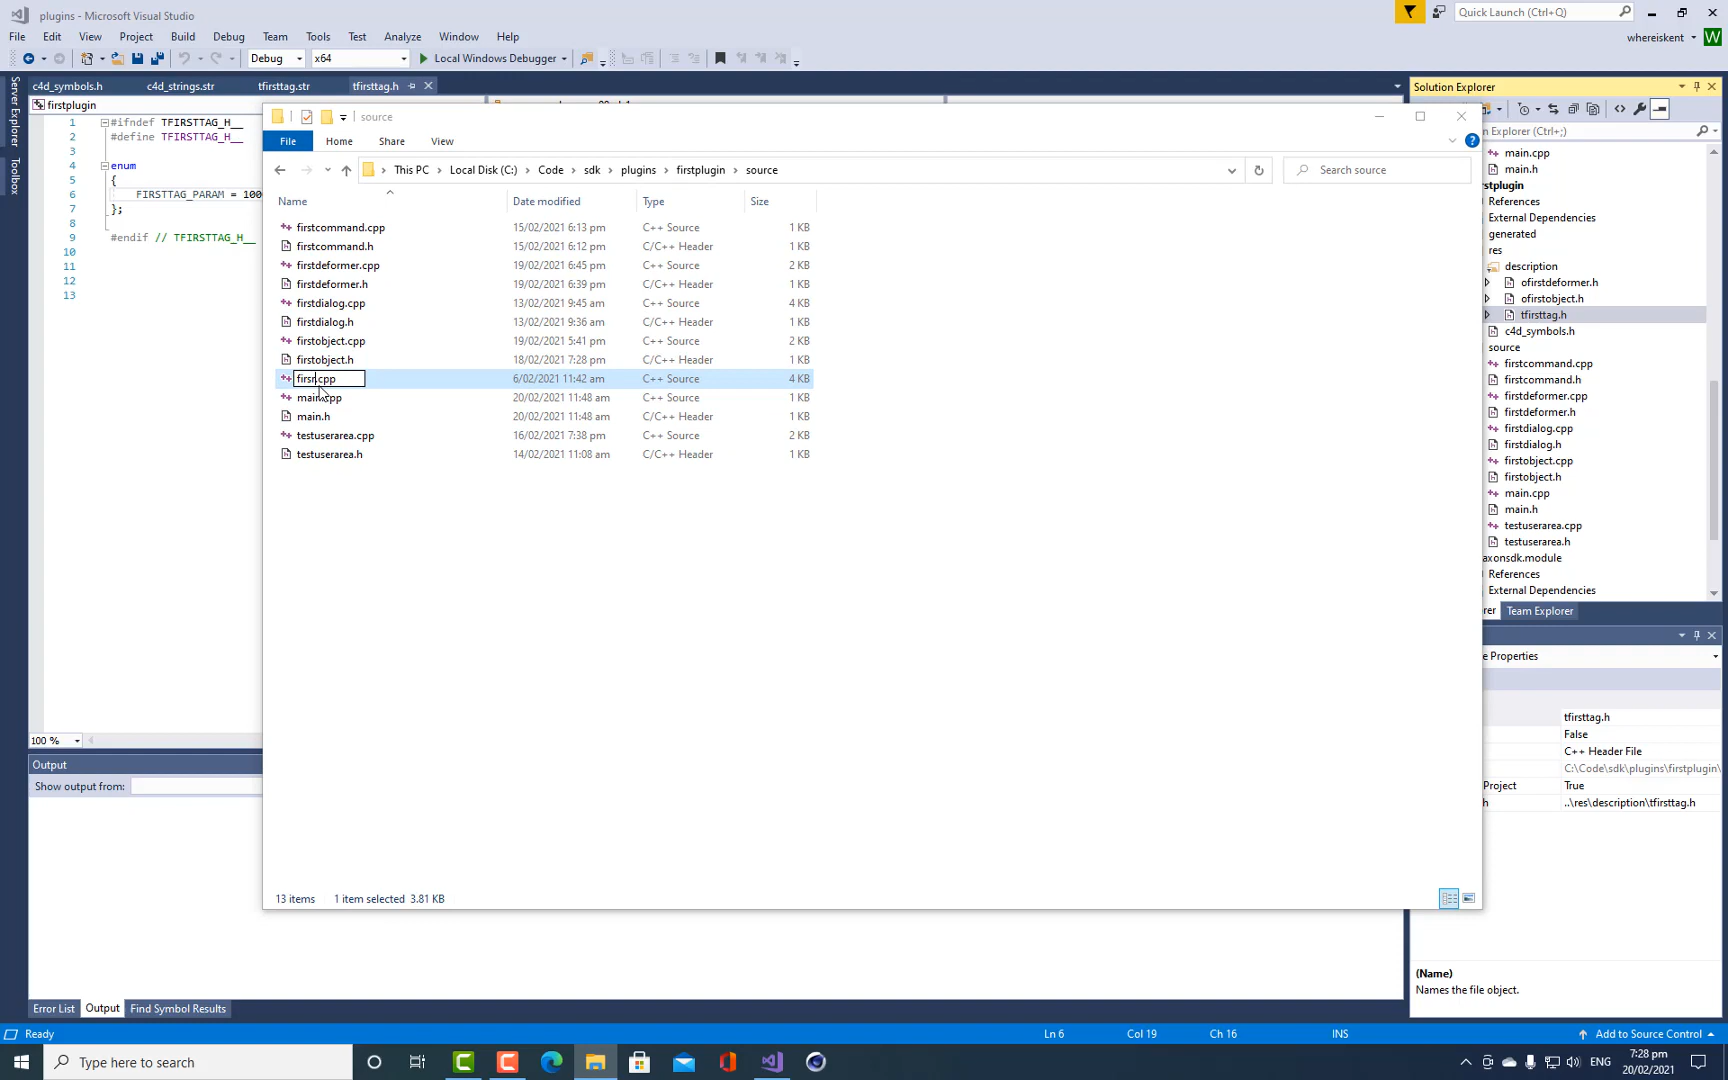 plugins - Microsoft Visual Studio
Quick Launch (Ctrl+Q)
File Edit View Project Build Debug Team Tools Test Analyze Window Help
whereiskent W
Debug x64 Local Windows Debugger
Server Explorer
Toolbox
c4d_symbols.h c4d_strings.str tfirsttag.str tfirsttag.h
Solution Explorer
firstplugin
1 #ifndef TFIRSTTAG_H__
2 #define TFIRSTTAG_H__
3
4 enum
5 {
6 FIRSTTAG_PARAM = 100
7 };
8
9 #endif // TFIRSTTAG_H__
10
11
12
13
100 %
source
File Home Share View
This PC Local Disk (C:) Code sdk plugins firstplugin source
Search source
Name Date modified Type Size
firstcommand.cpp 15/02/2021 6:13 pm C++ Source 1 KB
firstcommand.h 15/02/2021 6:12 pm C/C++ Header 1 KB
firstdeformer.cpp 19/02/2021 6:45 pm C++ Source 2 KB
firstdeformer.h 19/02/2021 6:39 pm C/C++ Header 1 KB
firstdialog.cpp 13/02/2021 9:45 am C++ Source 4 KB
firstdialog.h 13/02/2021 9:36 am C/C++ Header 1 KB
firstobject.cpp 19/02/2021 5:41 pm C++ Source 2 KB
firstobject.h 18/02/2021 7:28 pm C/C++ Header 1 KB
firsr.cpp 6/02/2021 11:42 am C++ Source 4 KB
main.cpp 20/02/2021 11:48 am C++ Source 1 KB
main.h 20/02/2021 11:48 am C/C++ Header 1 KB
testuserarea.cpp 16/02/2021 7:38 pm C++ Source 2 KB
testuserarea.h 14/02/2021 11:08 am C/C++ Header 1 KB
13 items 1 item selected 3.81 KB
n Explorer (Ctrl+;)
main.cpp
main.h
rstplugin
References
External Dependencies
generated
res
description
ofirstdeformer.h
ofirstobject.h
tfirsttag.h
c4d_symbols.h
source
firstcommand.cpp
firstcommand.h
firstdeformer.cpp
firstdeformer.h
firstdialog.cpp
firstdialog.h
firstobject.cpp
firstobject.h
main.cpp
main.h
testuserarea.cpp
testuserarea.h
axonsdk.module
References
External Dependencies
rer Team Explorer
e Properties
tfirsttag.h
False
C++ Header File
C:\Code\sdk\plugins\firstplugin\
Project True
h ..\res\description\tfirsttag.h
(Name)
Names the file object.
Output
Show output from:
Error List Output Find Symbol Results
Ready Ln 6 Col 19 Ch 16 INS Add to Source Control
Type here to search
ENG
7:28 pm
20/02/2021